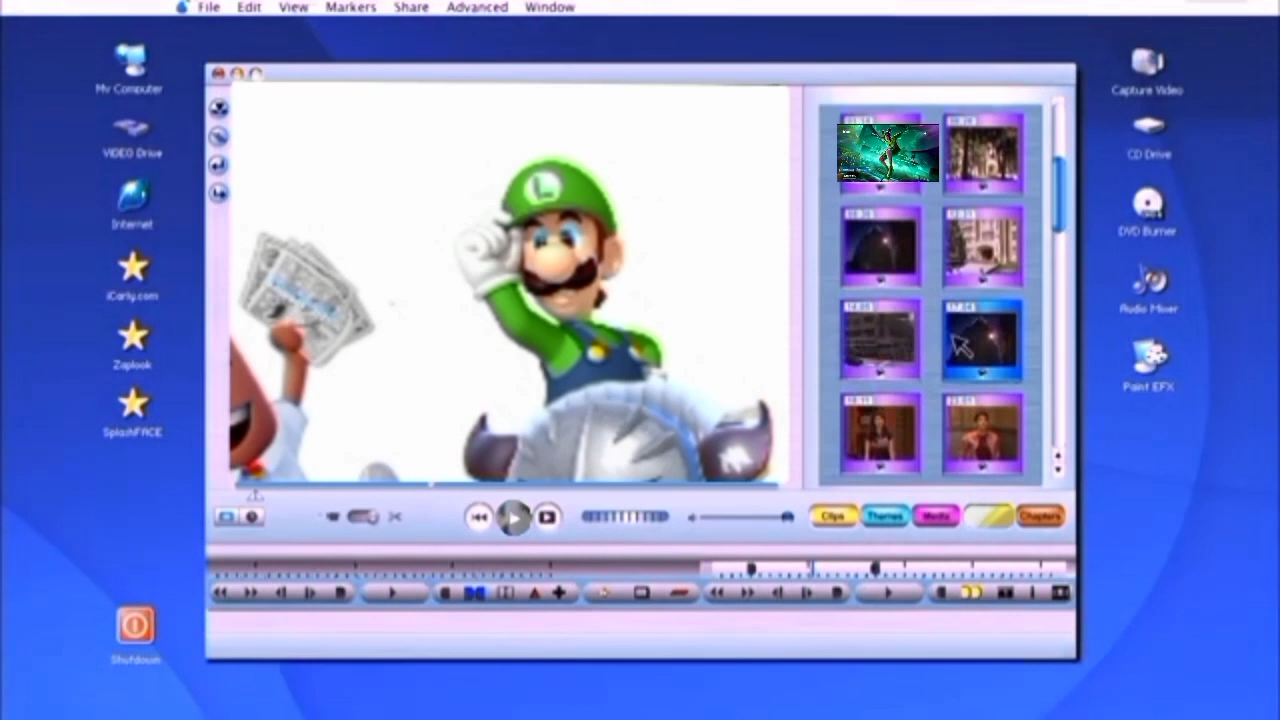 File Edit View Markers Share Advanced Window
My Computer
VIDEO Drive
Internet
iCarly.com
Zaplook
SplashFACE
Shutdown
L
Capture Video
CD Drive
DVD Burner
Audio Mixer
Paint EFX
Clips Themes Media Chapters